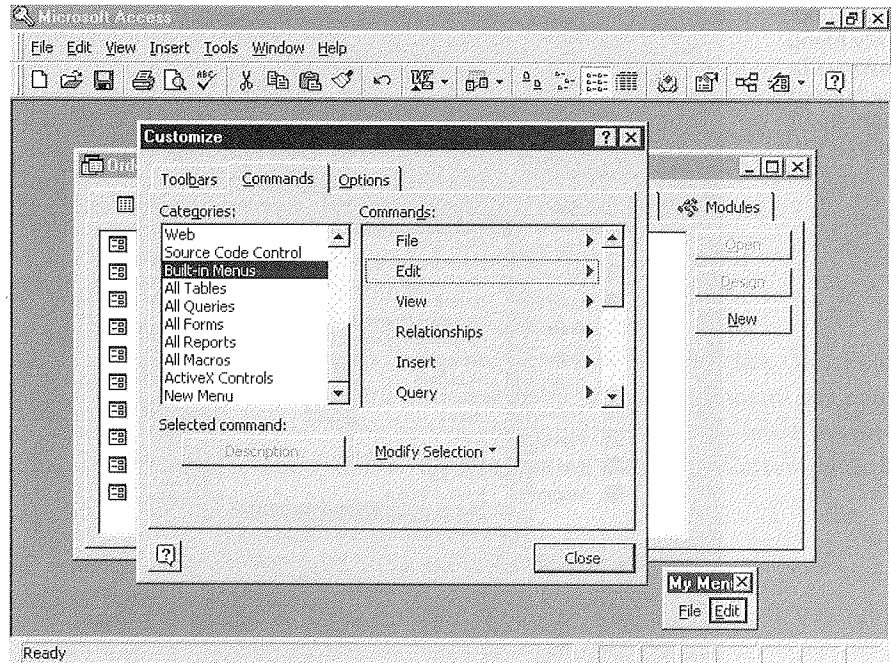 Microsoft Access
File Edit View Insert Tools Window Help
Customize
Ord
Toolbars Commands Options
Modules
Categories: Commands:
Web
Source Code Control
Built-in Menus
All Tables
All Queries
All Forms
All Reports
All Macros
ActiveX Controls
New Menu
File
Edit
View
Relationships
Insert
Query
Open
Design
New
Selected command:
Description Modify Selection
Close
My Men
File Edit
Ready